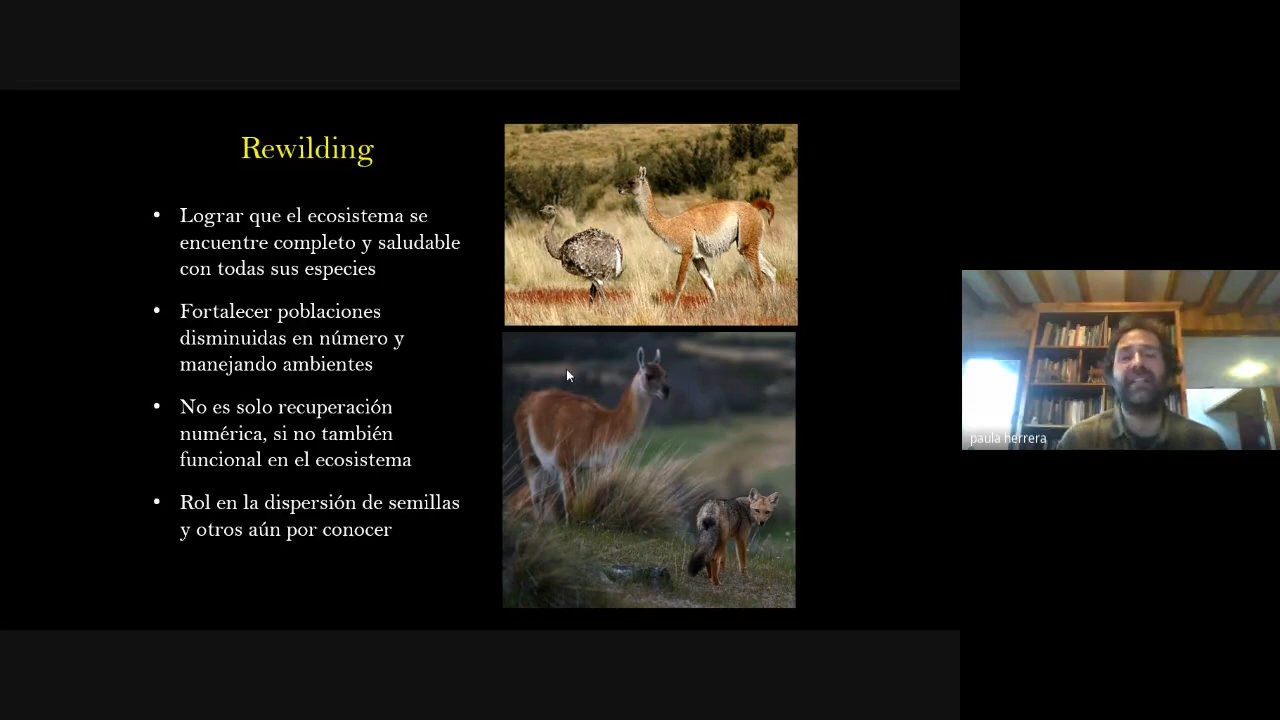 Rewilding
• Lograr que el ecosistema se
encuentre completo y saludable
con todas sus especies
• Fortalecer poblaciones
disminuidas en número y
manejando ambientes
• No es solo recuperación
numérica, si no también
funcional en el ecosistema
• Rol en la dispersión de semillas
y otros aún por conocer
paula herrera